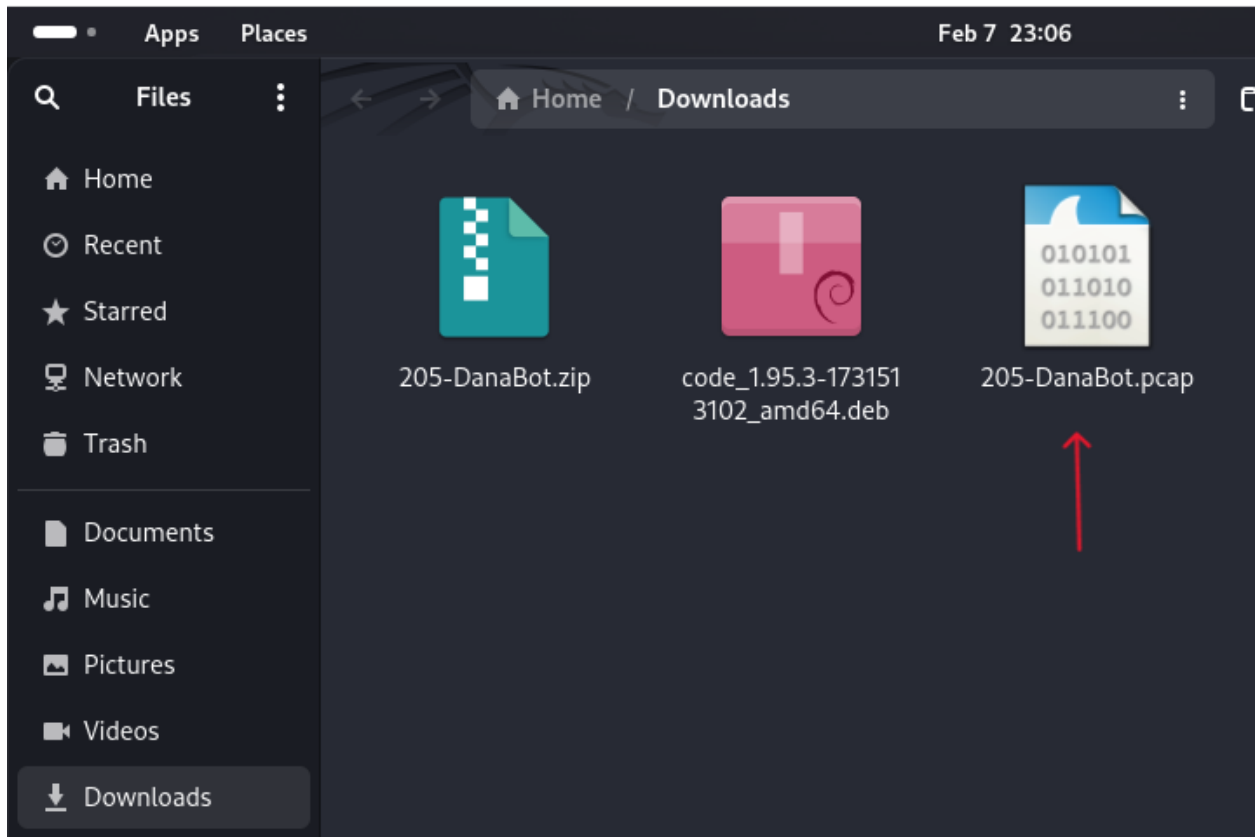 Apps Places Feb 7 23:06
Files
Home / Downloads
Home
Recent
Starred
Network
Trash
Documents
Music
Pictures
Videos
Downloads
205-DanaBot.zip
code_1.95.3-173151
3102_amd64.deb
010101
011010
011100
205-DanaBot.pcap